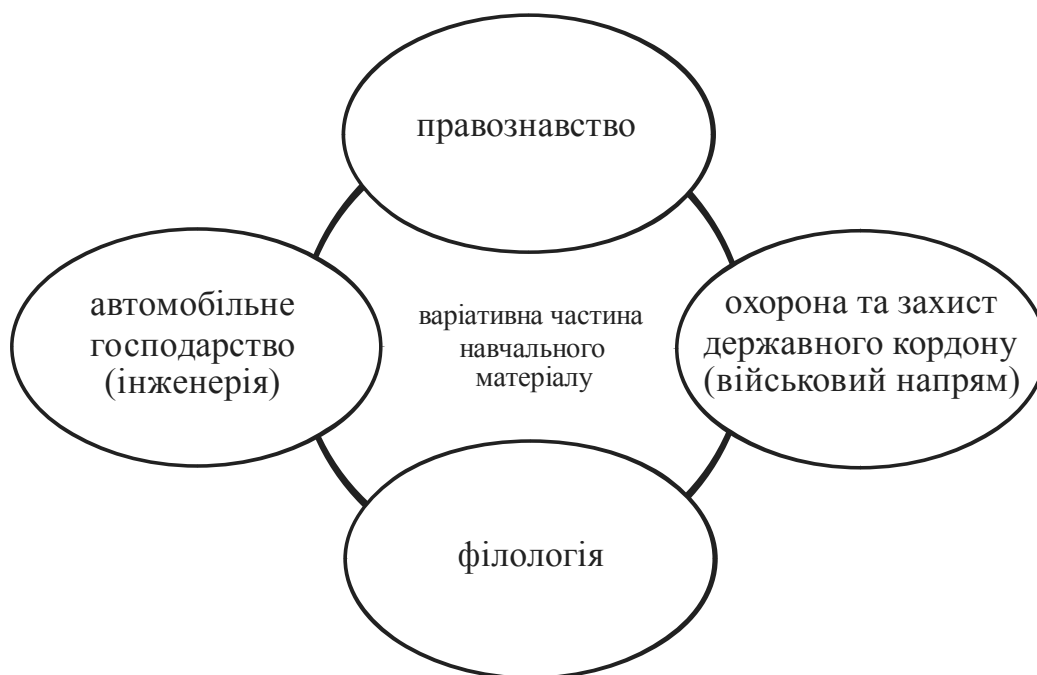 правознавство
автомобільне
господарство
(інженерія)
варіативна частина
навчального
матеріалу
охорона та захист
державного кордону
(військовий напрям)
філологія